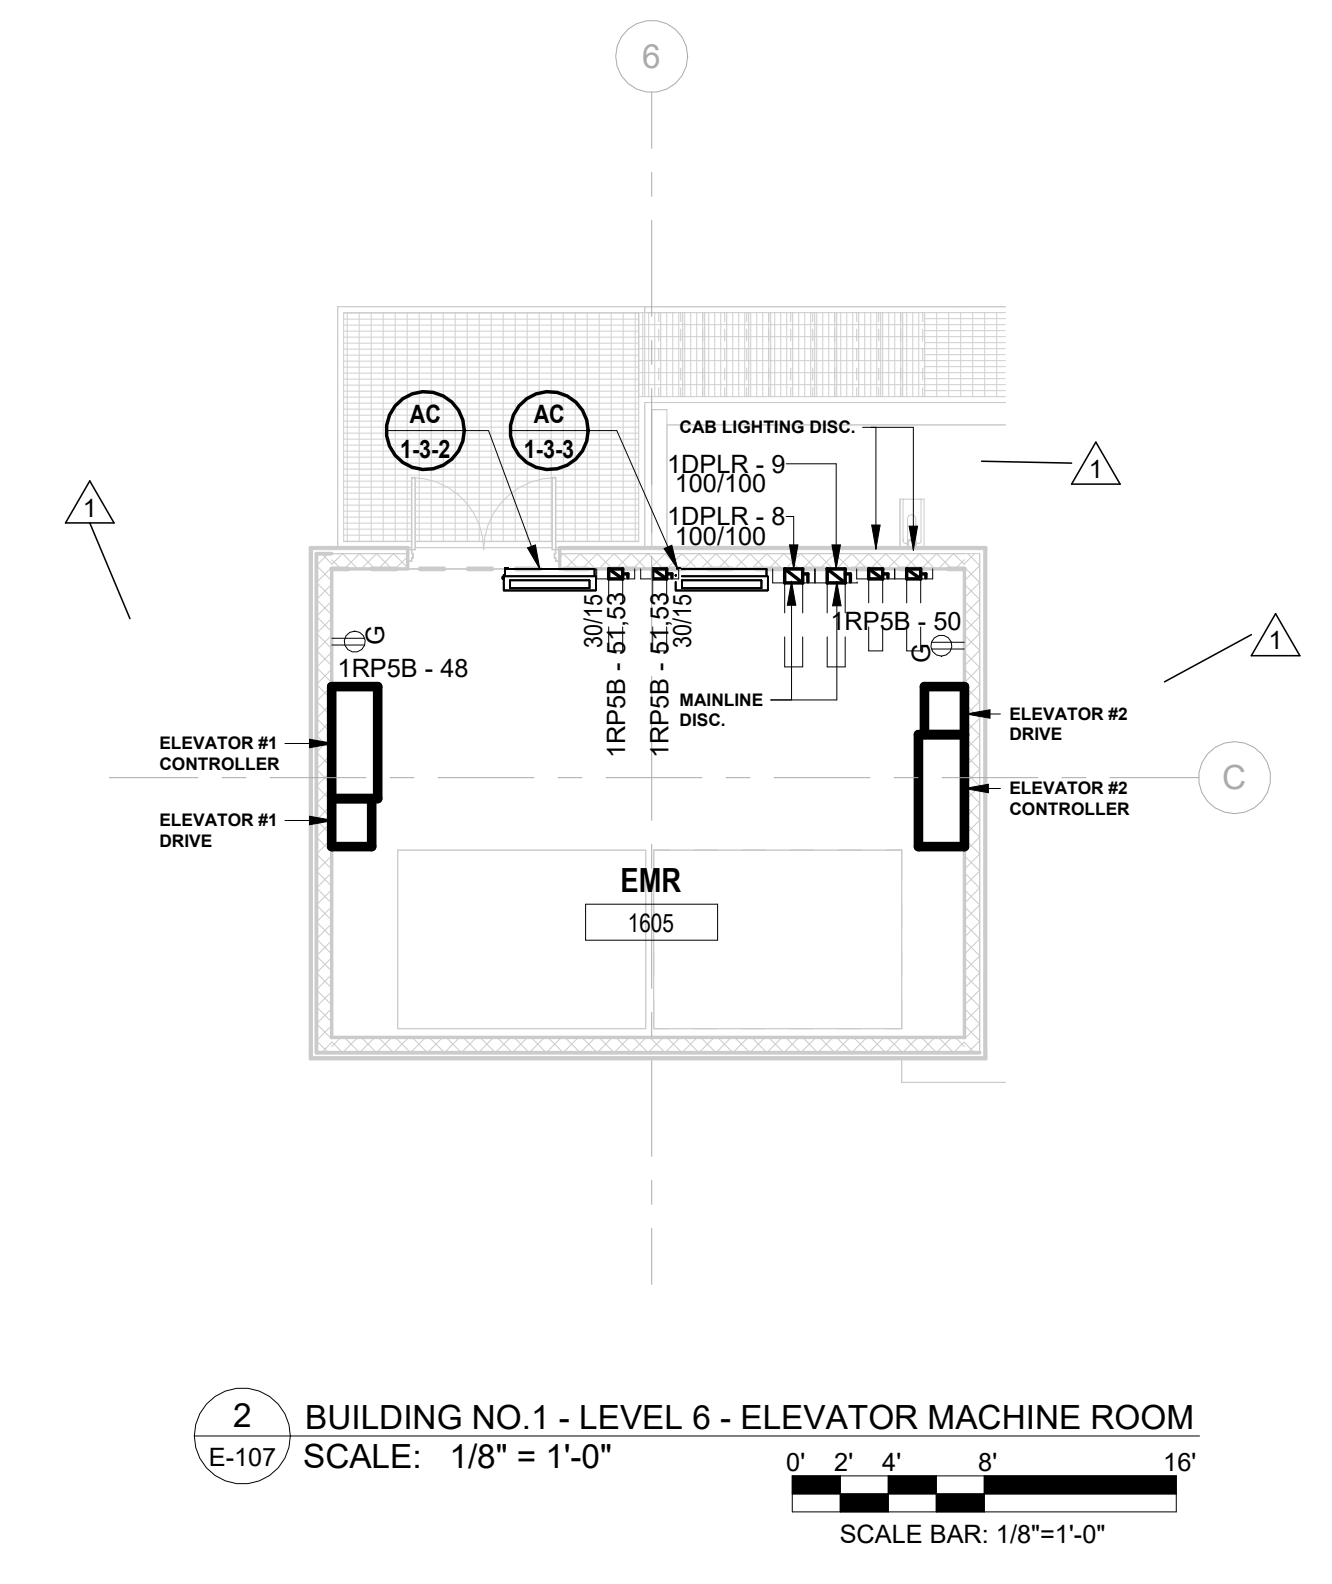 6
AC
1-3-2
AC
1-3-3
CAB LIGHTING DISC.
1DPLR - 9
100/100
1DPLR - 8
100/100
1
1
1
30/15
1RP5B - 51,53
1RP5B - 51,53
30/15
1RP5B - 50
G
G
1RP5B - 48
MAINLINE
DISC.
ELEVATOR #1
CONTROLLER
ELEVATOR #1
DRIVE
ELEVATOR #2
DRIVE
ELEVATOR #2
CONTROLLER
C
EMR
1605
2
E-107
BUILDING NO.1 - LEVEL 6 - ELEVATOR MACHINE ROOM
SCALE: 1/8" = 1'-0"
0' 2' 4' 8' 16'
SCALE BAR: 1/8"=1'-0"